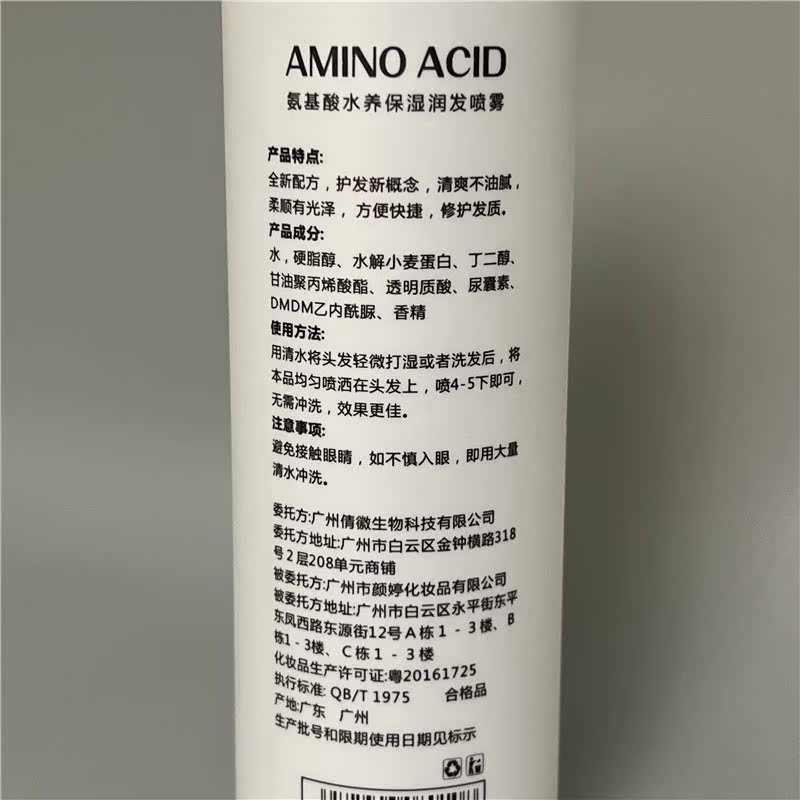 AMINO ACID
氨基酸水养保湿润发喷雾
产品特点:
全新配方，护发新概念，清爽不油腻，
柔顺有光泽，方便快捷，修护发质。
产品成分:
水，硬脂醇、水解小麦蛋白、丁二醇、
甘油聚丙烯酸酯、透明质酸、尿囊素、
DMDM乙内酰脲、香精
使用方法:
用清水将头发轻微打湿或者洗发后，将
本品均匀喷洒在头发上，喷4-5下即可，
无需冲洗，效果更佳。
注意事项:
避免接触眼睛，如不慎入眼，即用大量
清水冲洗。
委托方:广州倩徽生物科技有限公司
委托方地址:广州市白云区金钟横路318
号2层208单元商铺
被委托方:广州市颜婷化妆品有限公司
被委托方地址:广州市白云区永平街东平
东凤西路东源街12号A栋1-3楼、B
栋1-3楼、C栋1-3楼
化妆品生产许可证:粤20161725
执行标准: QB/T 1975 合格品
产地:广东 广州
生产批号和限期使用日期见标示